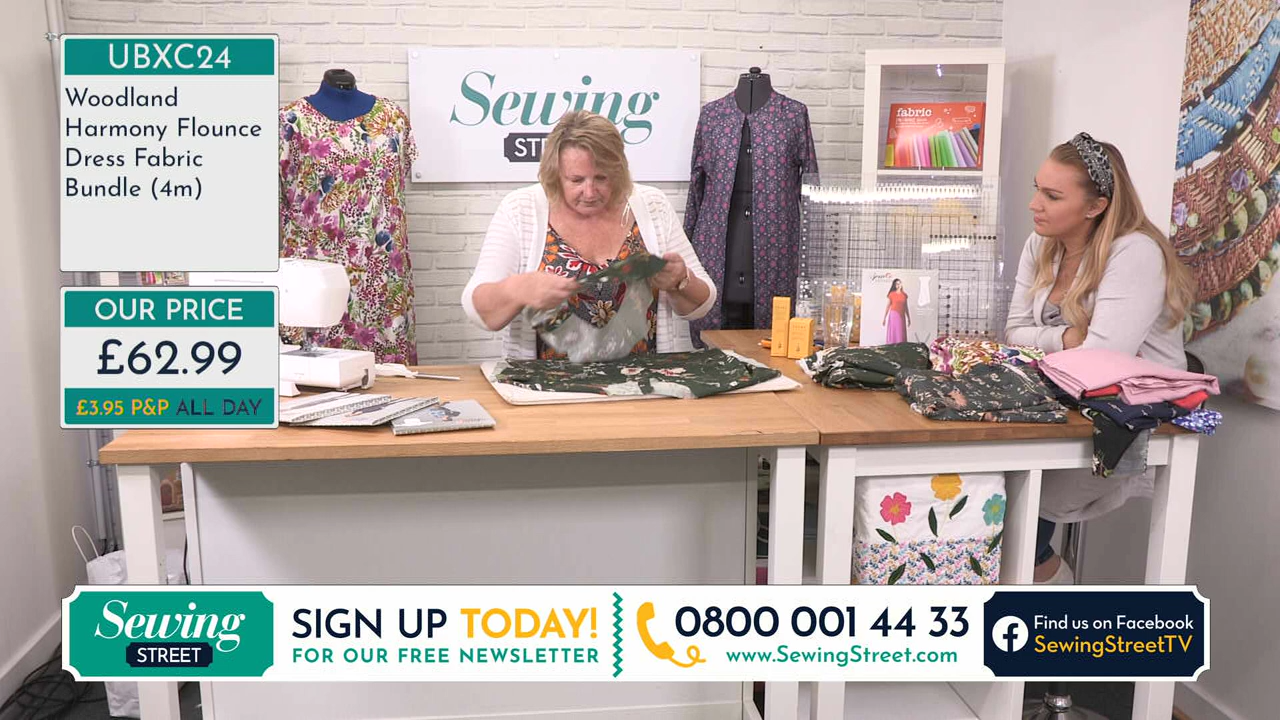 UBXC24
Woodland
Harmony Flounce
Dress Fabric
Bundle (4m)
OUR PRICE
£62.99
£3.95 P&P ALL DAY
Sewing
fabric
Sewing
STREET
SIGN UP TODAY!
FOR OUR FREE NEWSLETTER
0800 001 44 33
www.SewingStreet.com
Find us on Facebook
SewingStreetTV